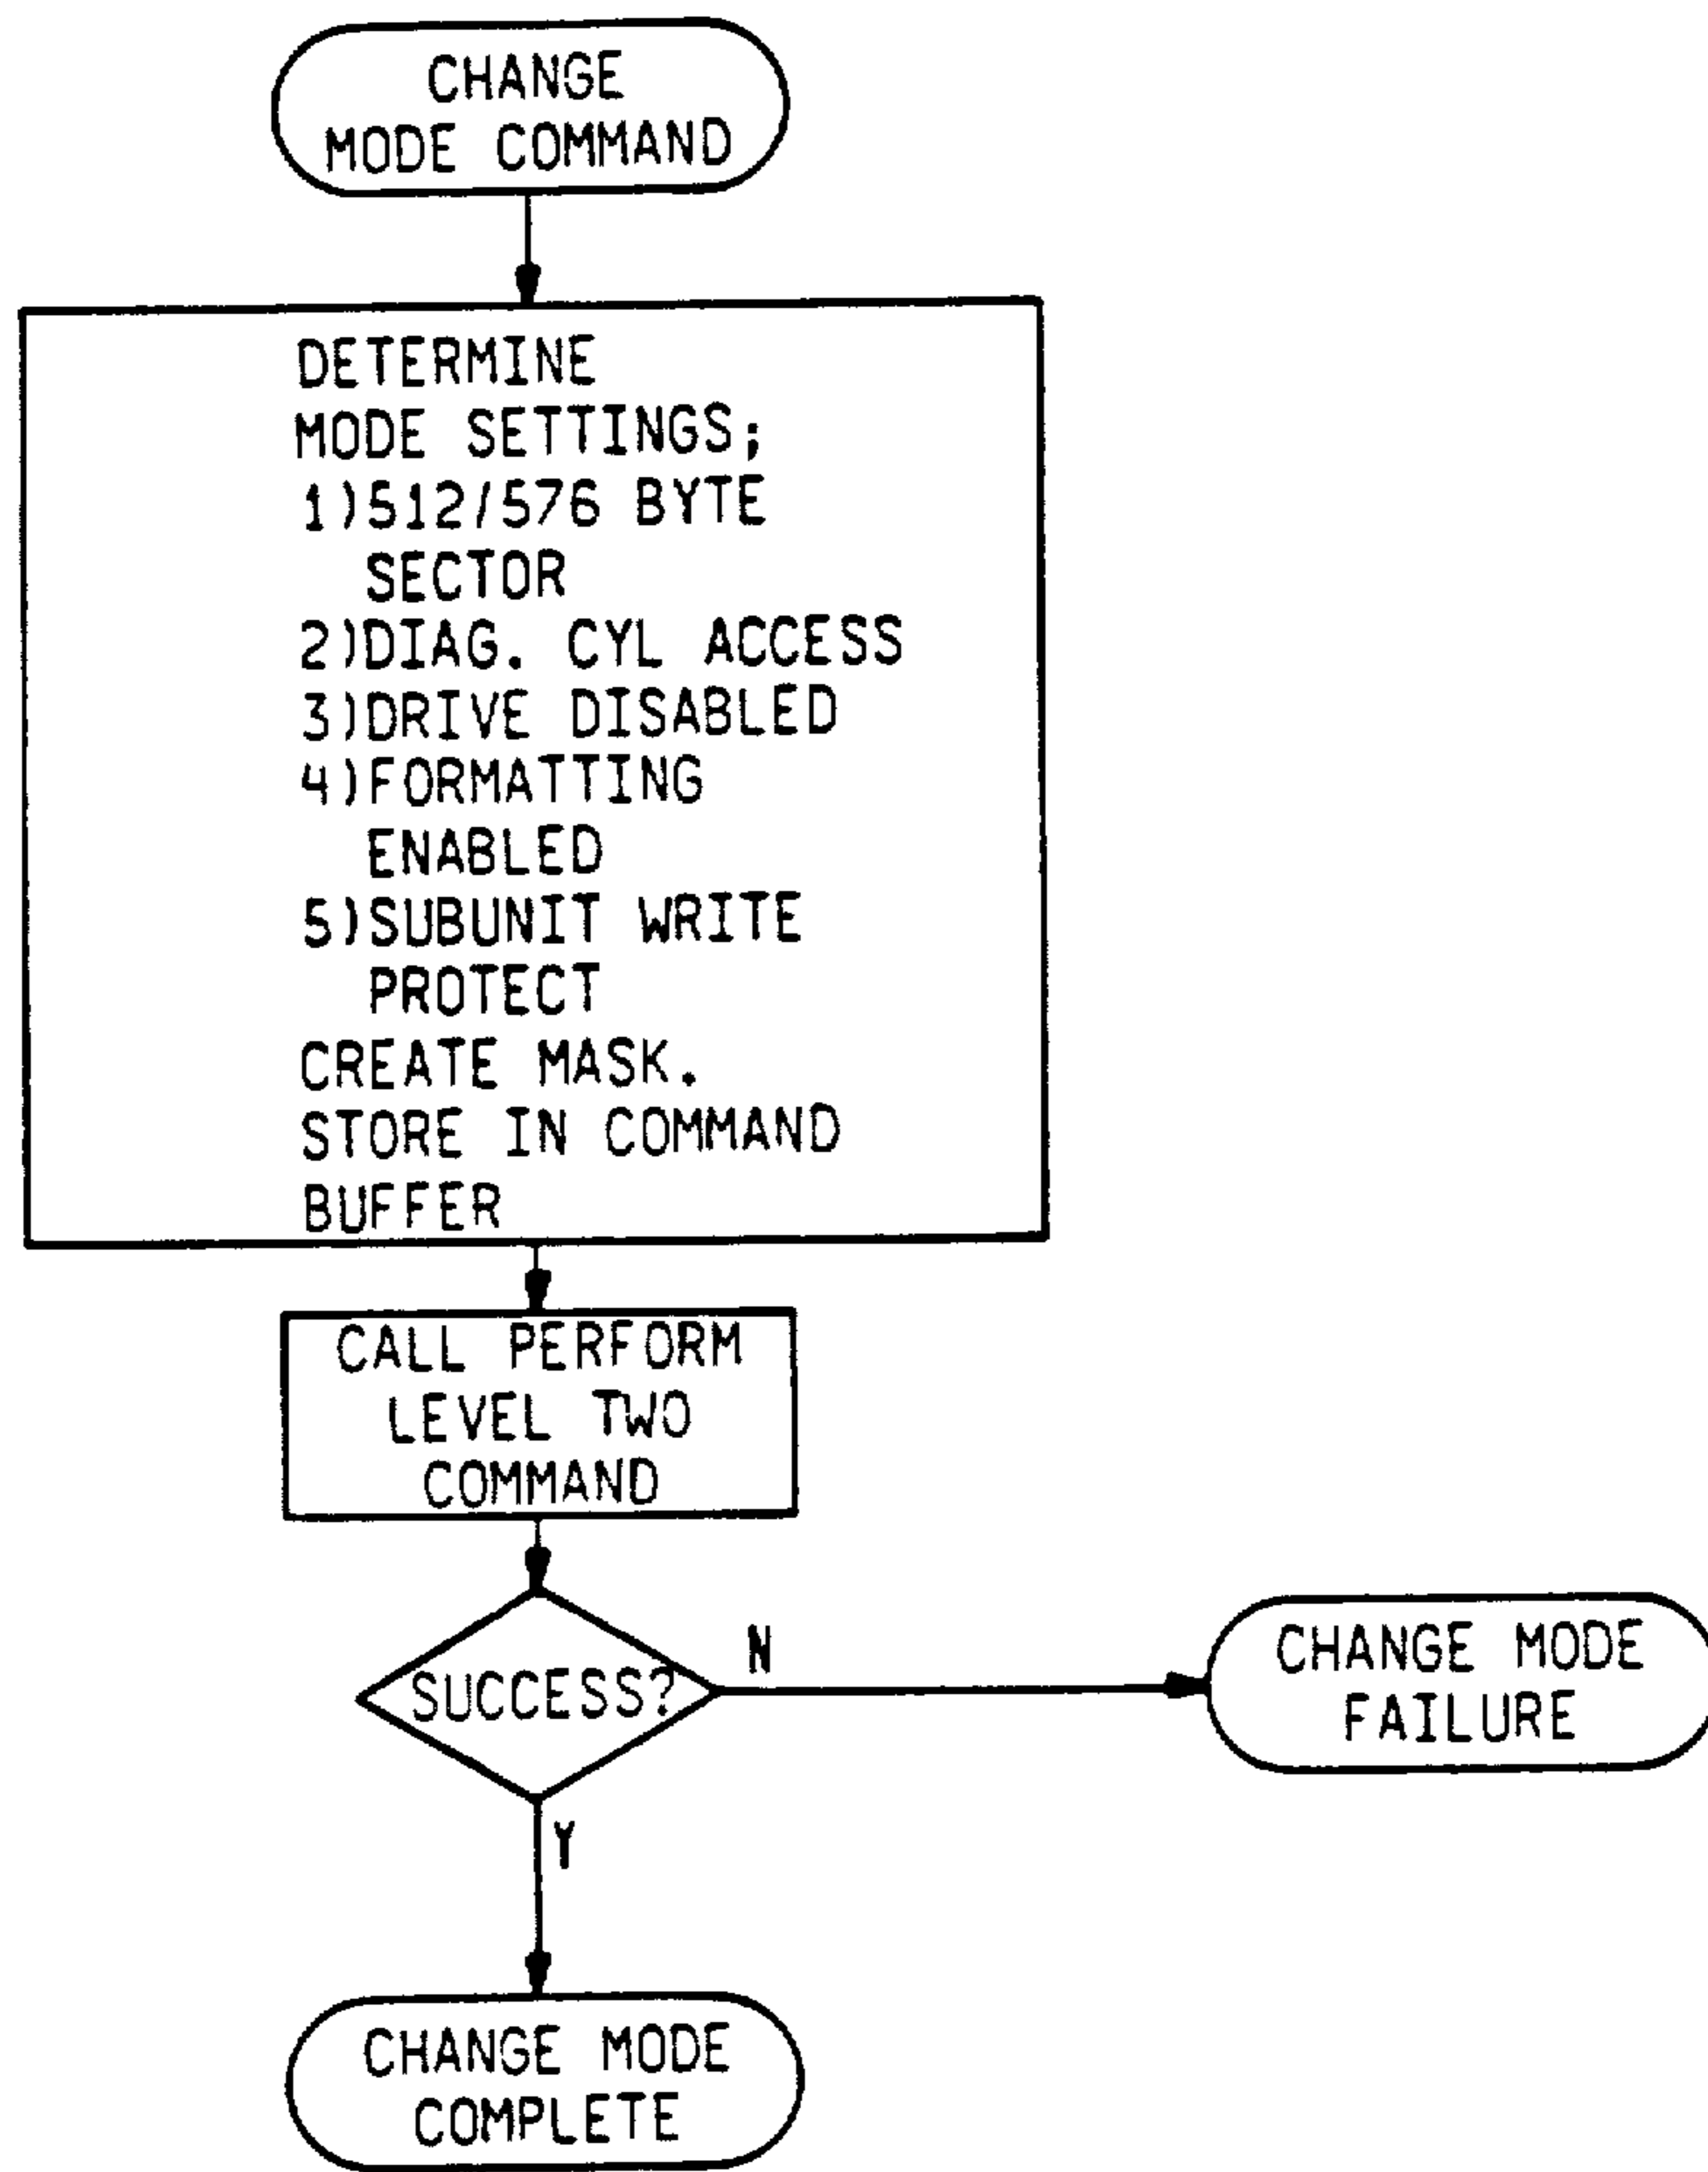 CHANGE
MODE COMMAND
DETERMINE
MODE SETTINGS;
1)512/576 BYTE
SECTOR
2)DIAG. CYL ACCESS
3)DRIVE DISABLED
4)FORMATTING
ENABLED
5)SUBUNIT WRITE
PROTECT
CREATE MASK.
STORE IN COMMAND
BUFFER
CALL PERFORM
LEVEL TWO
COMMAND
SUCCESS?
N
CHANGE MODE
FAILURE
Y
CHANGE MODE
COMPLETE